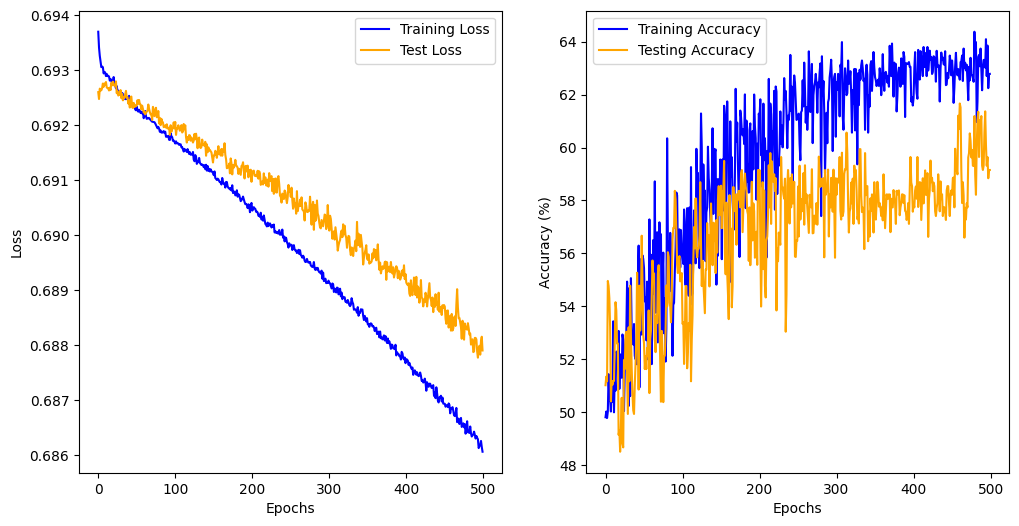 0.694
0.693
0.692
0.691
0.690
0.689
0.688
0.687
0.686
Loss
0 100 200 300 400 500
Epochs
Training Loss
Test Loss
64
62
60
58
56
54
52
50
48
Accuracy (%)
0 100 200 300 400 500
Epochs
Training Accuracy
Testing Accuracy